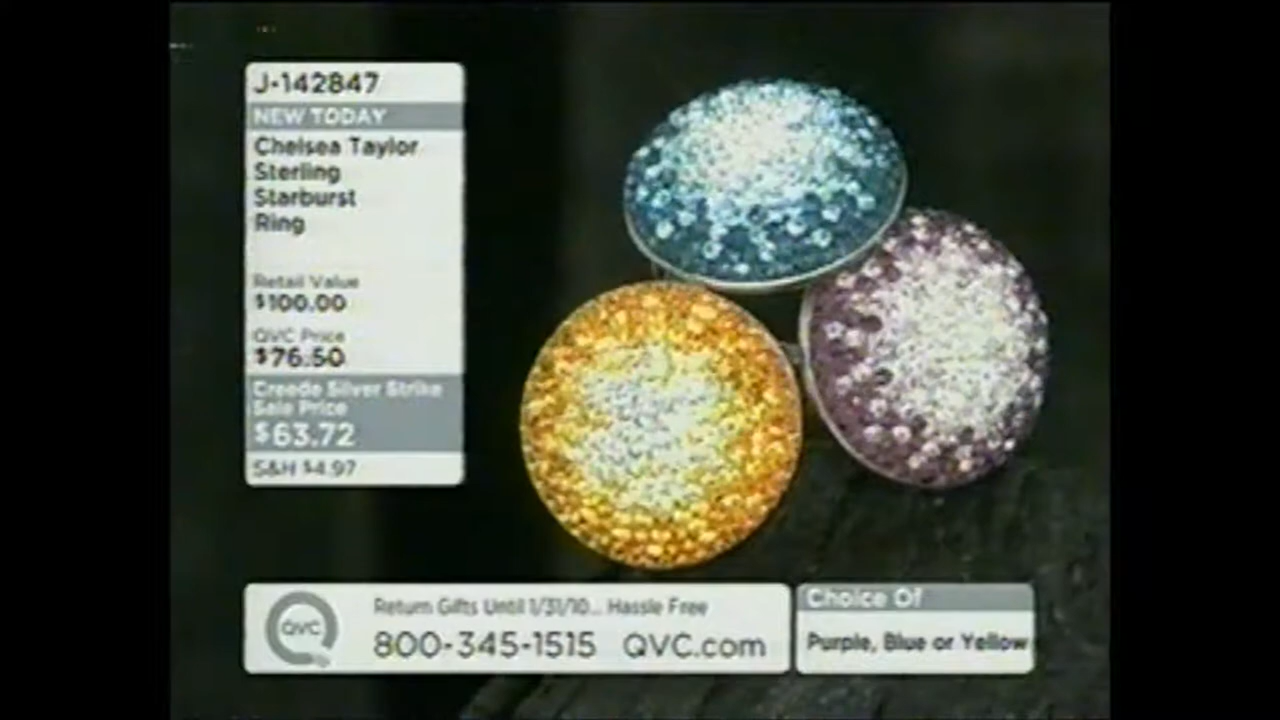 J-142847
NEW TODAY
Chelsea Taylor
Sterling
Starburst
Ring
Retail Value
$100.00
QVC Price
$76.50
Creede Silver Strike
Sale Price
$63.72
S&H $4.97
QVC
Return Gifts Until 1/31/10... Hassle Free
800-345-1515 QVC.com
Choice Of
Purple, Blue or Yellow